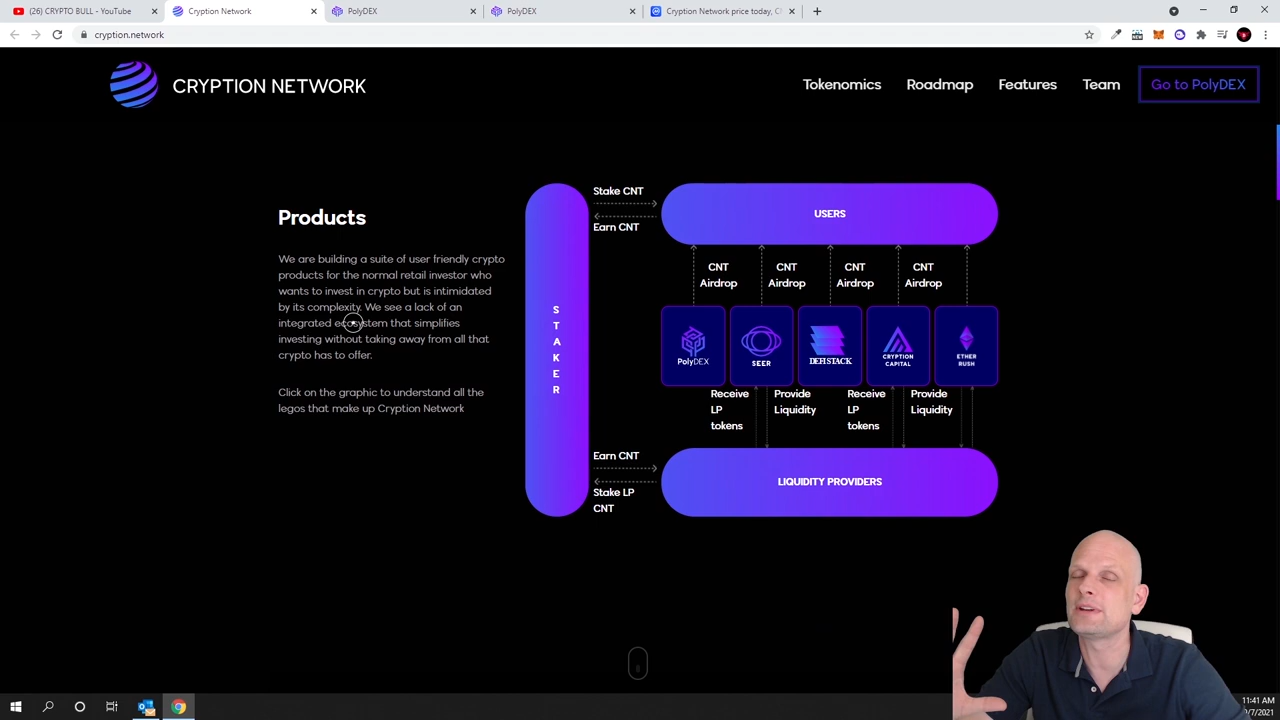 (26) CRYPTO BULL - YouTube
Cryption Network
PolyDEX
PolyDEX
Cryption Network price today, C
cryption.network
CRYPTION NETWORK
Tokenomics
Roadmap
Features
Team
Go to PolyDEX
Products
We are building a suite of user friendly crypto
products for the normal retail investor who
wants to invest in crypto but is intimidated
by its complexity. We see a lack of an
integrated ecosystem that simplifies
investing without taking away from all that
crypto has to offer.
Click on the graphic to understand all the
legos that make up Cryption Network
STAKER
Stake CNT
Earn CNT
USERS
CNT
Airdrop
CNT
Airdrop
CNT
Airdrop
CNT
Airdrop
PolyDEX
SEER
DEFI STACK
CRYPTION
CAPITAL
ETHER
RUSH
Receive
LP
tokens
Provide
Liquidity
Receive
LP
tokens
Provide
Liquidity
Earn CNT
Stake LP
CNT
LIQUIDITY PROVIDERS
11:41 AM
/7/2021